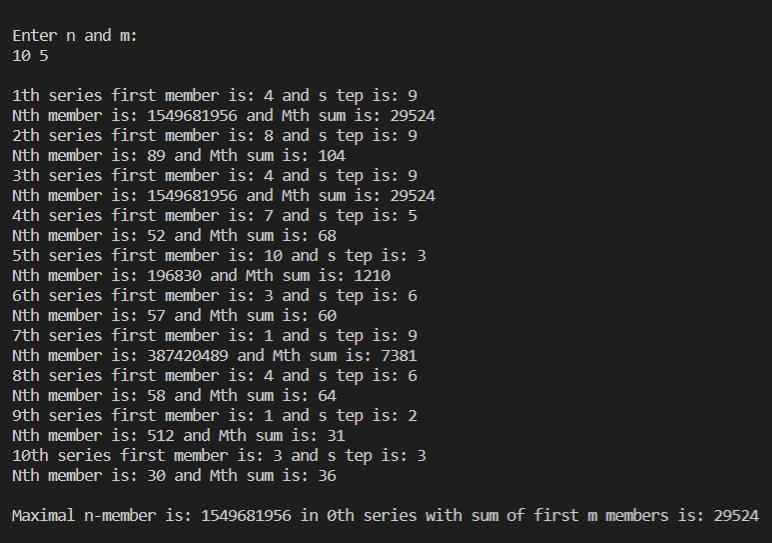 Enter n and m:
10 5
1th series first member is: 4 and s tep is: 9
Nth member is: 1549681956 and Mth sum is: 29524
2th series first member is: 8 and s tep is: 9
Nth member is: 89 and Mth sum is: 104
3th series first member is: 4 and s tep is: 9
Nth member is: 1549681956 and Mth sum is: 29524
4th series first member is: 7 and s tep is: 5
Nth member is: 52 and Mth sum is: 68
5th series first member is: 10 and s tep is: 3
Nth member is: 196830 and Mth sum is: 1210
6th series first member is: 3 and s tep is: 6
Nth member is: 57 and Mth sum is: 60
7th series first member is: 1 and s tep is: 9
Nth member is: 387420489 and Mth sum is: 7381
8th series first member is: 4 and s tep is: 6
Nth member is: 58 and Mth sum is: 64
9th series first member is: 1 and s tep is: 2
Nth member is: 512 and Mth sum is: 31
10th series first member is: 3 and s tep is: 3
Nth member is: 30 and Mth sum is: 36
Maximal n-member is: 1549681956 in 0th series with sum of first m members is: 29524